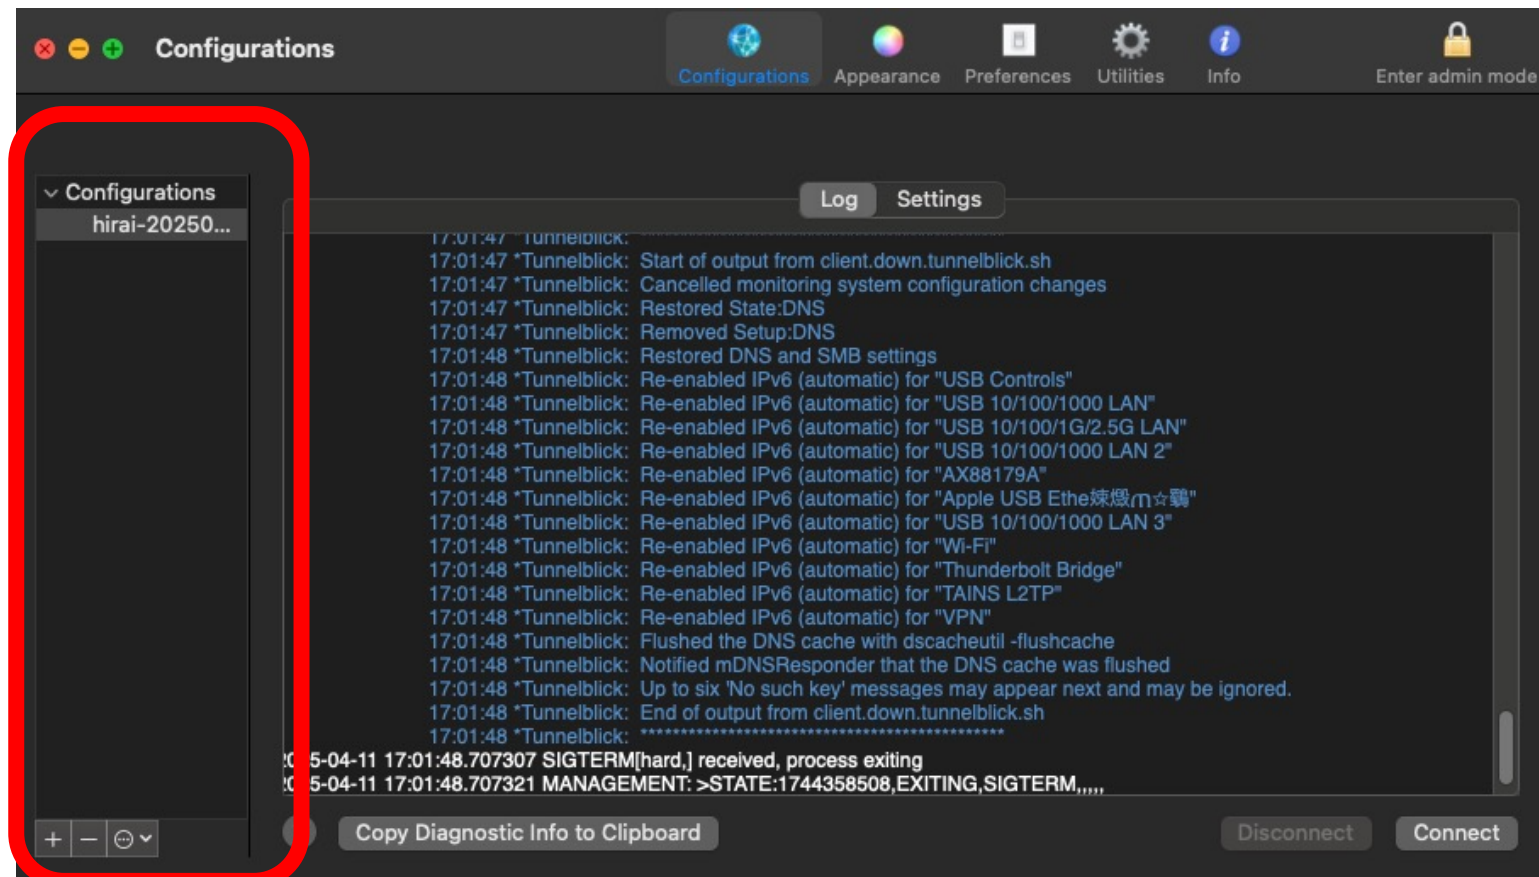 Configurations
Configurations Appearance Preferences Utilities Info Enter admin mode
Configurations
hirai-20250...
Log Settings
17:01:47 *Tunnelblick: **********************************************
17:01:47 *Tunnelblick: Start of output from client.down.tunnelblick.sh
17:01:47 *Tunnelblick: Cancelled monitoring system configuration changes
17:01:47 *Tunnelblick: Restored State:DNS
17:01:47 *Tunnelblick: Removed Setup:DNS
17:01:48 *Tunnelblick: Restored DNS and SMB settings
17:01:48 *Tunnelblick: Re-enabled IPv6 (automatic) for "USB Controls"
17:01:48 *Tunnelblick: Re-enabled IPv6 (automatic) for "USB 10/100/1000 LAN"
17:01:48 *Tunnelblick: Re-enabled IPv6 (automatic) for "USB 10/100/1G/2.5G LAN"
17:01:48 *Tunnelblick: Re-enabled IPv6 (automatic) for "USB 10/100/1000 LAN 2"
17:01:48 *Tunnelblick: Re-enabled IPv6 (automatic) for "AX88179A"
17:01:48 *Tunnelblick: Re-enabled IPv6 (automatic) for "Apple USB Ethe
17:01:48 *Tunnelblick: Re-enabled IPv6 (automatic) for "USB 10/100/1000 LAN 3"
17:01:48 *Tunnelblick: Re-enabled IPv6 (automatic) for "Wi-Fi"
17:01:48 *Tunnelblick: Re-enabled IPv6 (automatic) for "Thunderbolt Bridge"
17:01:48 *Tunnelblick: Re-enabled IPv6 (automatic) for "TAINS L2TP"
17:01:48 *Tunnelblick: Re-enabled IPv6 (automatic) for "VPN"
17:01:48 *Tunnelblick: Flushed the DNS cache with dscacheutil -flushcache
17:01:48 *Tunnelblick: Notified mDNSResponder that the DNS cache was flushed
17:01:48 *Tunnelblick: Up to six 'No such key' messages may appear next and may be ignored.
17:01:48 *Tunnelblick: End of output from client.down.tunnelblick.sh
17:01:48 *Tunnelblick: **********************************************
5-04-11 17:01:48.707307 SIGTERM[hard,] received, process exiting
5-04-11 17:01:48.707321 MANAGEMENT: >STATE:1744358508,EXITING,SIGTERM,,,,,
Copy Diagnostic Info to Clipboard Disconnect Connect